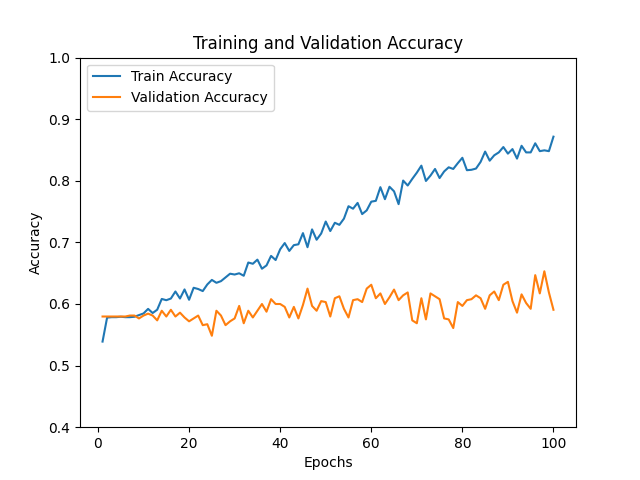 Training and Validation Accuracy
Train Accuracy
Validation Accuracy
1.0
0.9
0.8
0.7
0.6
0.5
0.4
Accuracy
0 20 40 60 80 100
Epochs